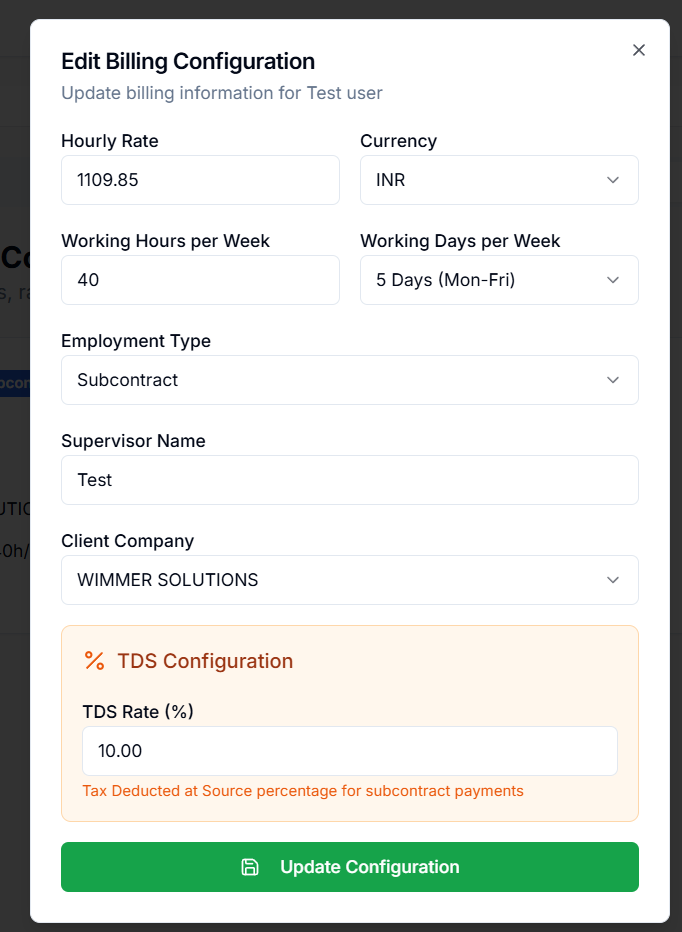 Edit Billing Configuration
Update billing information for Test user
Hourly Rate
Currency
1109.85
INR
Working Hours per Week
Working Days per Week
40
5 Days (Mon-Fri)
Employment Type
Subcontract
Supervisor Name
Test
Client Company
WIMMER SOLUTIONS
% TDS Configuration
TDS Rate (%)
10.00
Tax Deducted at Source percentage for subcontract payments
Update Configuration